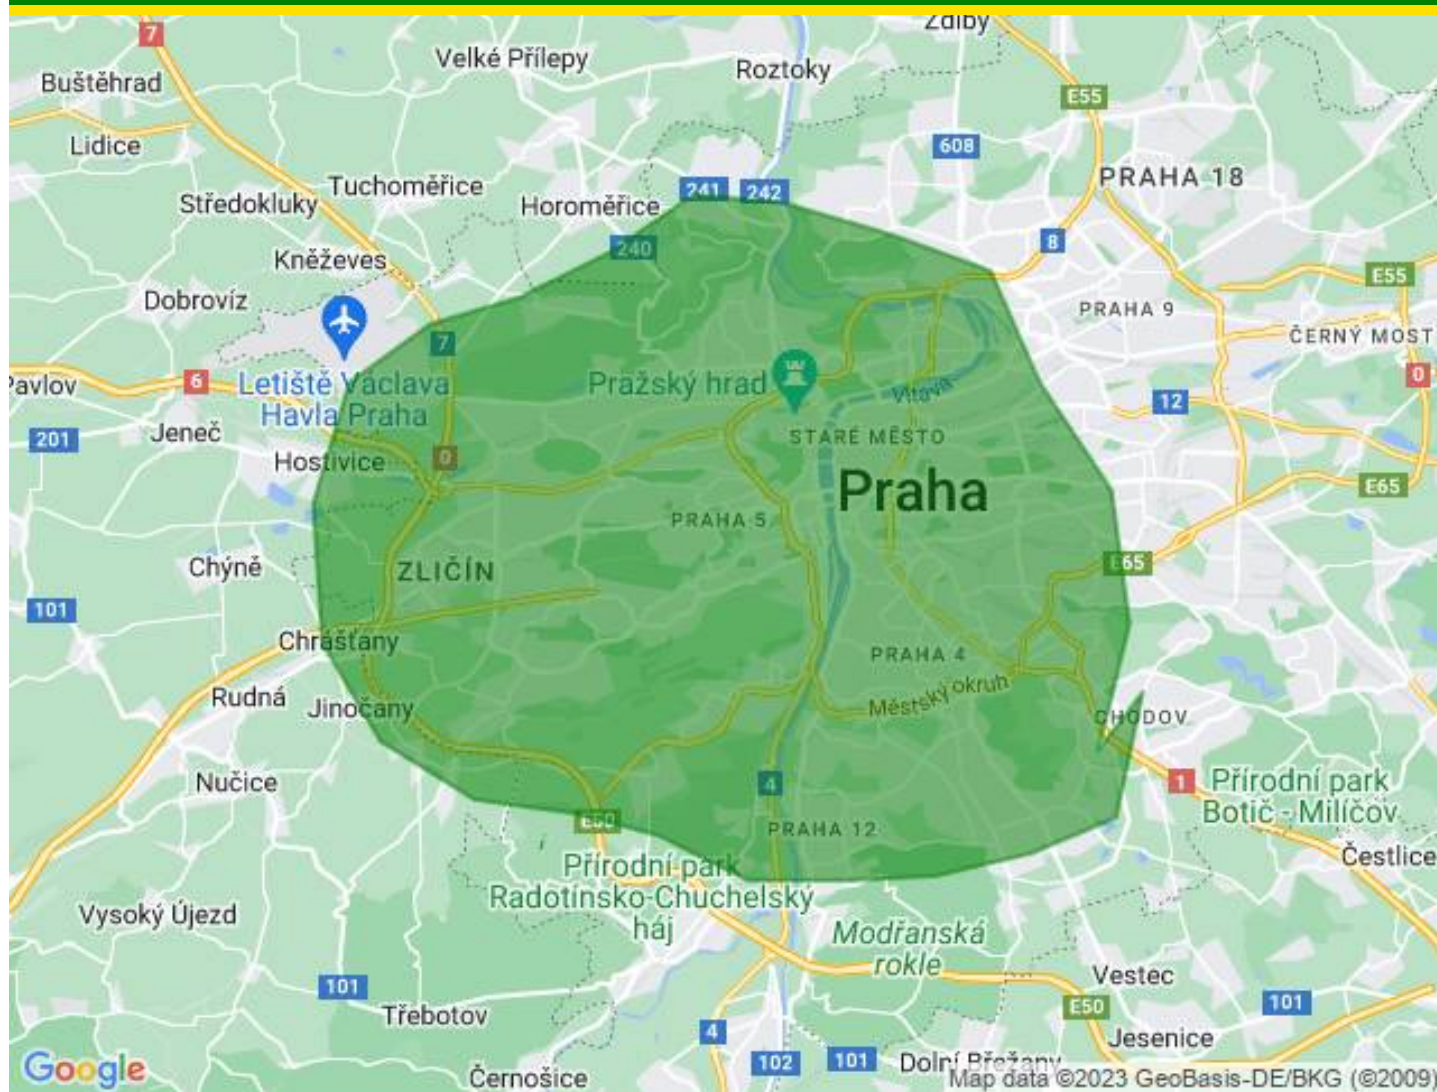 Zdiby
7
Velké Přílepy
Roztoky
Buštěhrad
E55
Lidice
608
PRAHA 18
Tuchoměřice
241
242
Středokluky
Horoměřice
240
8
Kněževes
E55
Dobrovíz
PRAHA 9
ČERNÝ MOST
7
Pavlov
6
Letiště Václava
Havla Praha
Pražský hrad
Vltava
0
12
201
Jeneč
STARÉ MĚSTO
Hostivice
0
Praha
E65
PRAHA 5
Chýně
ZLIČÍN
E65
101
Chrášťany
PRAHA 4
Rudná
Jinočany
Městský okruh
CHODOV
Nučice
4
1
Přírodní park
Botič - Milíčov
E50
PRAHA 12
Čestlice
Přírodní park
Radotínsko-Chuchelský
háj
Vysoký Újezd
Modřanská
rokle
101
Vestec
E50
101
Třebotov
4
Jesenice
Google
Černošice
102
101
Dolní Břežany
Map data ©2023 GeoBasis-DE/BKG (©2009)